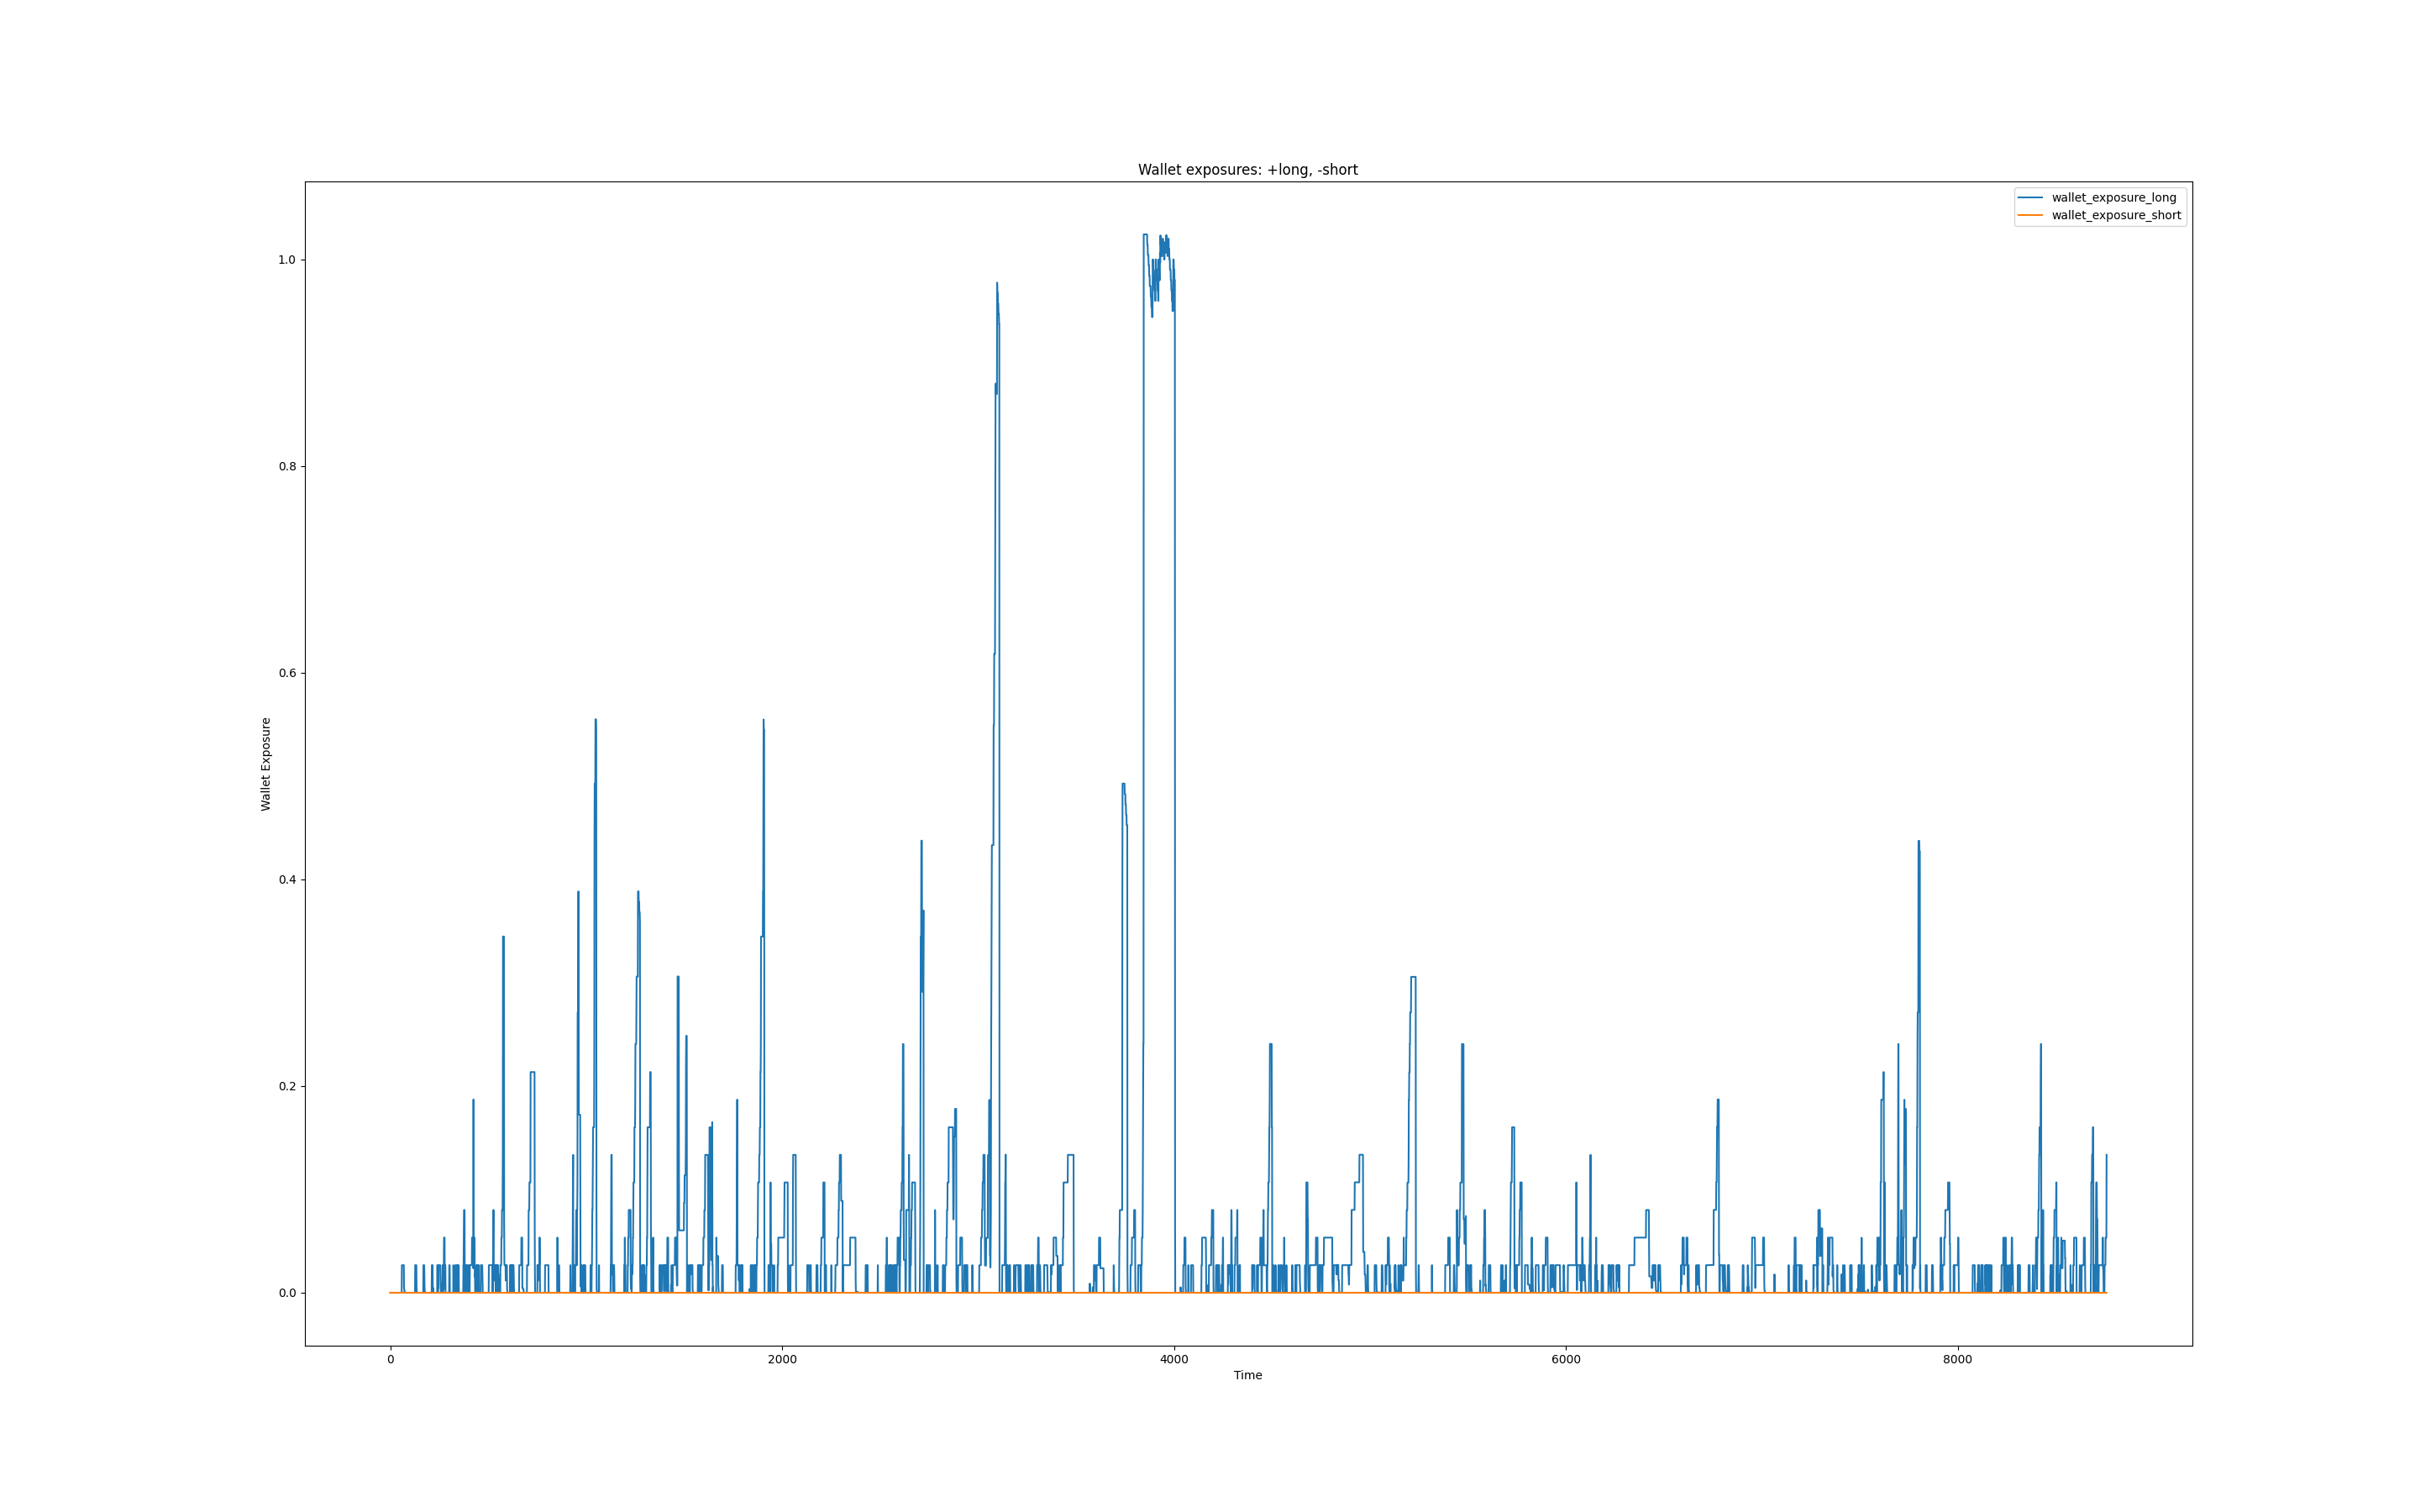 Wallet exposures: +long, -short
wallet_exposure_long
wallet_exposure_short
1.0
0.8
0.6
0.4
0.2
0.0
Wallet Exposure
0 2000 4000 6000 8000
Time